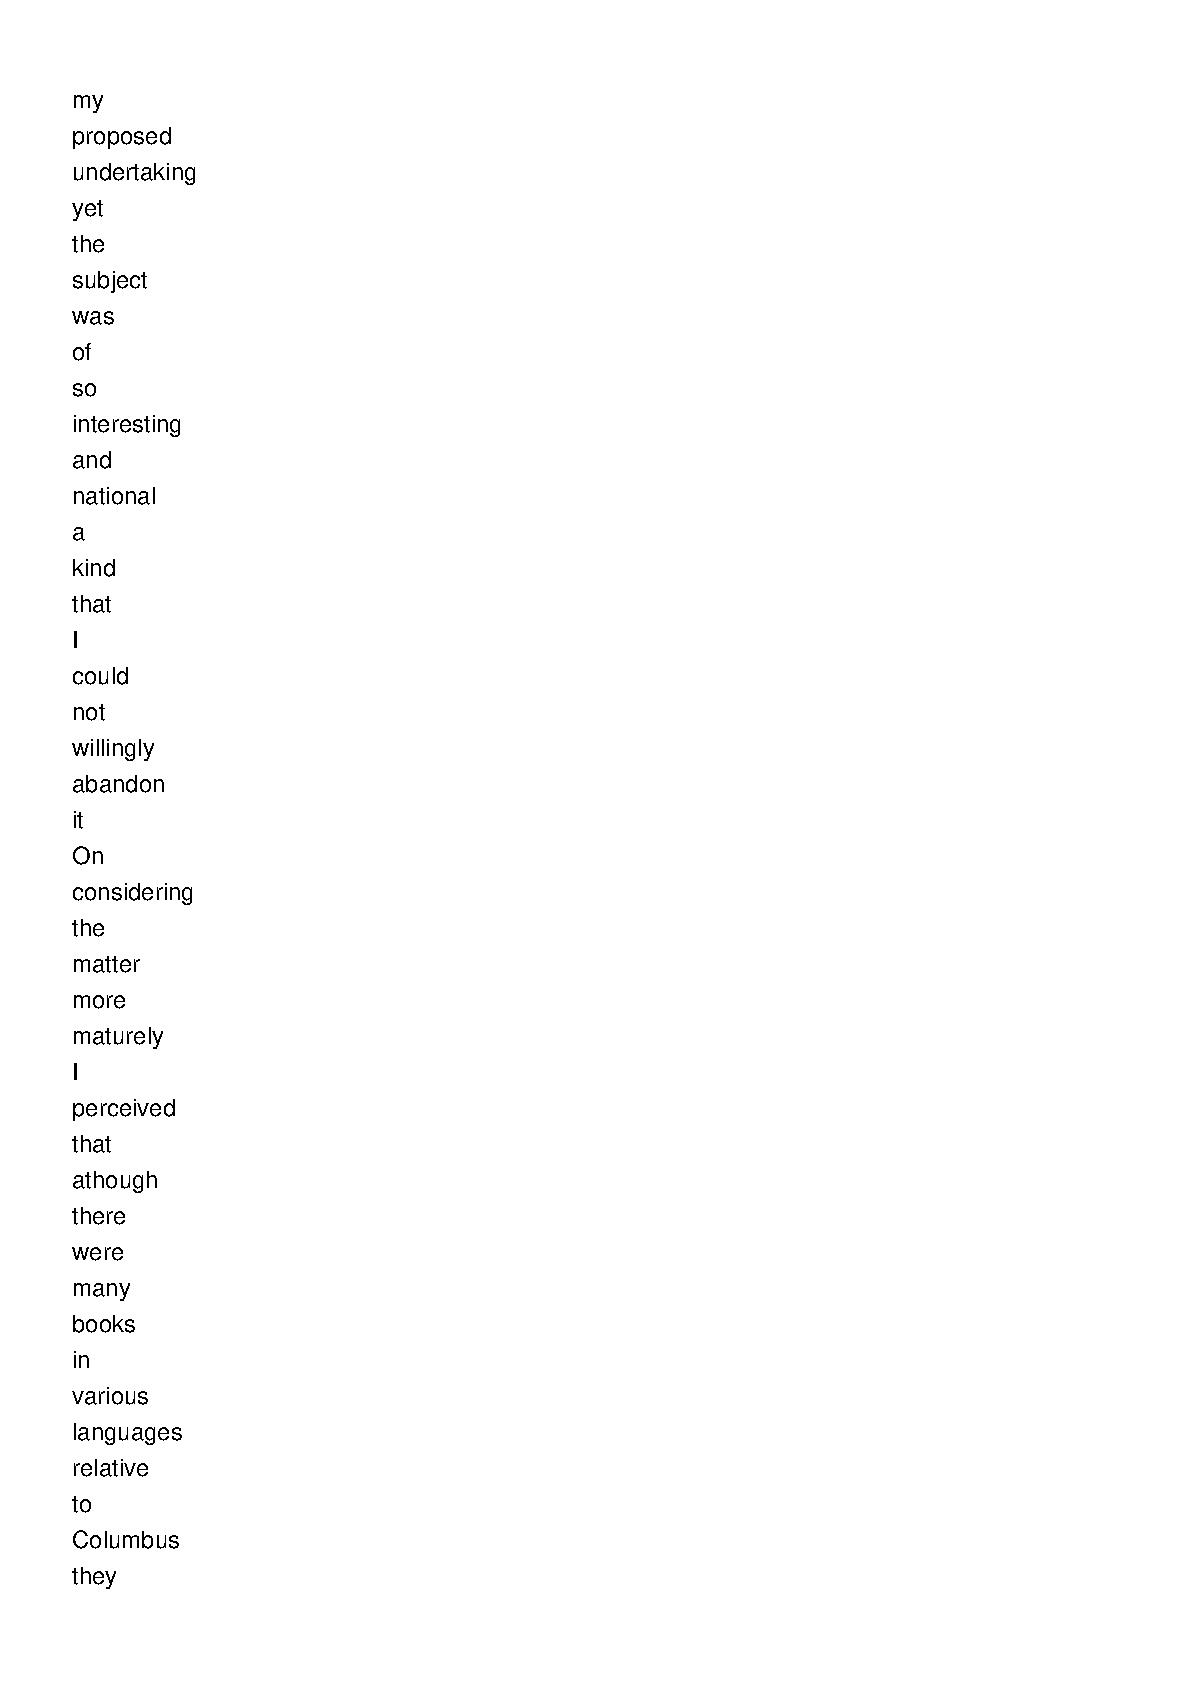 my
proposed
undertaking
yet
the
subject
was
of
so
interesting
and
national
a
kind
that
I
could
not
willingly
abandon
it
On
considering
the
matter
more
maturely
I
perceived
that
athough
there
were
many
books
in
various
languages
relative
to
Columbus
they